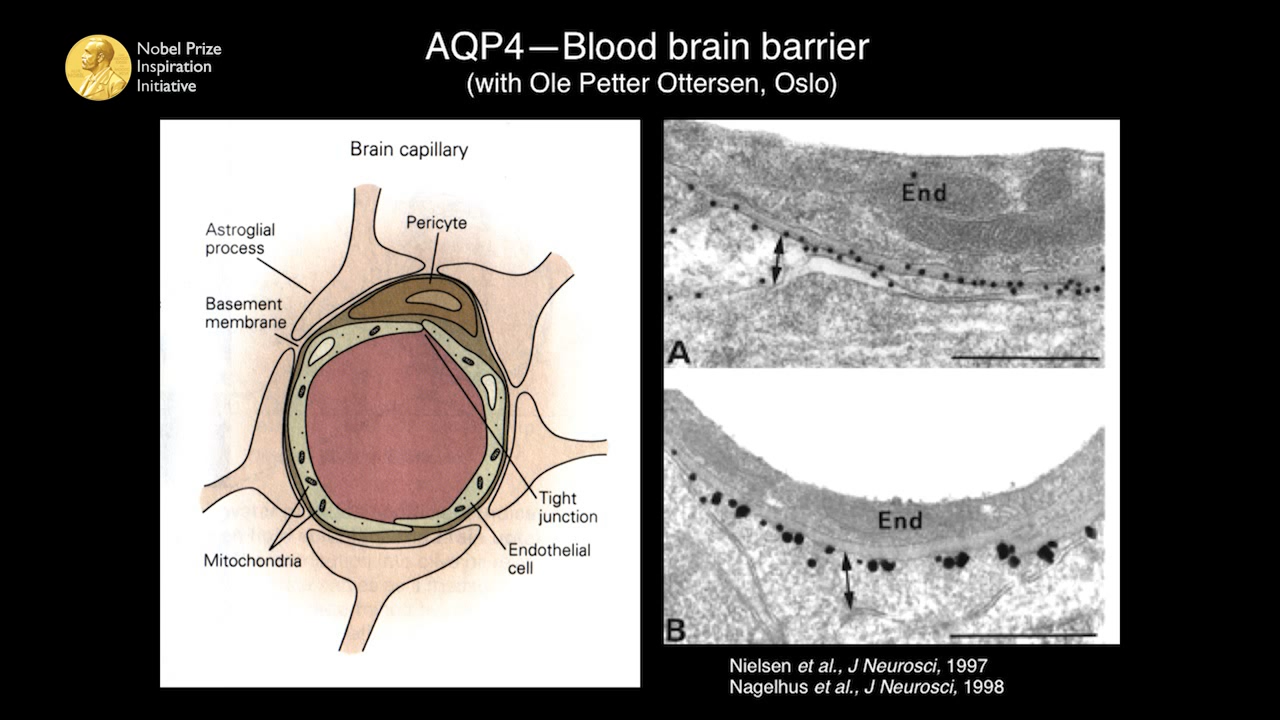 Nobel Prize
Inspiration
Initiative
AQP4—Blood brain barrier
(with Ole Petter Ottersen, Oslo)
Brain capillary
Astroglial
process
Pericyte
Basement
membrane
Tight
junction
Mitochondria
Endothelial
cell
End
A
End
B
Nielsen et al., J Neurosci, 1997
Nagelhus et al., J Neurosci, 1998